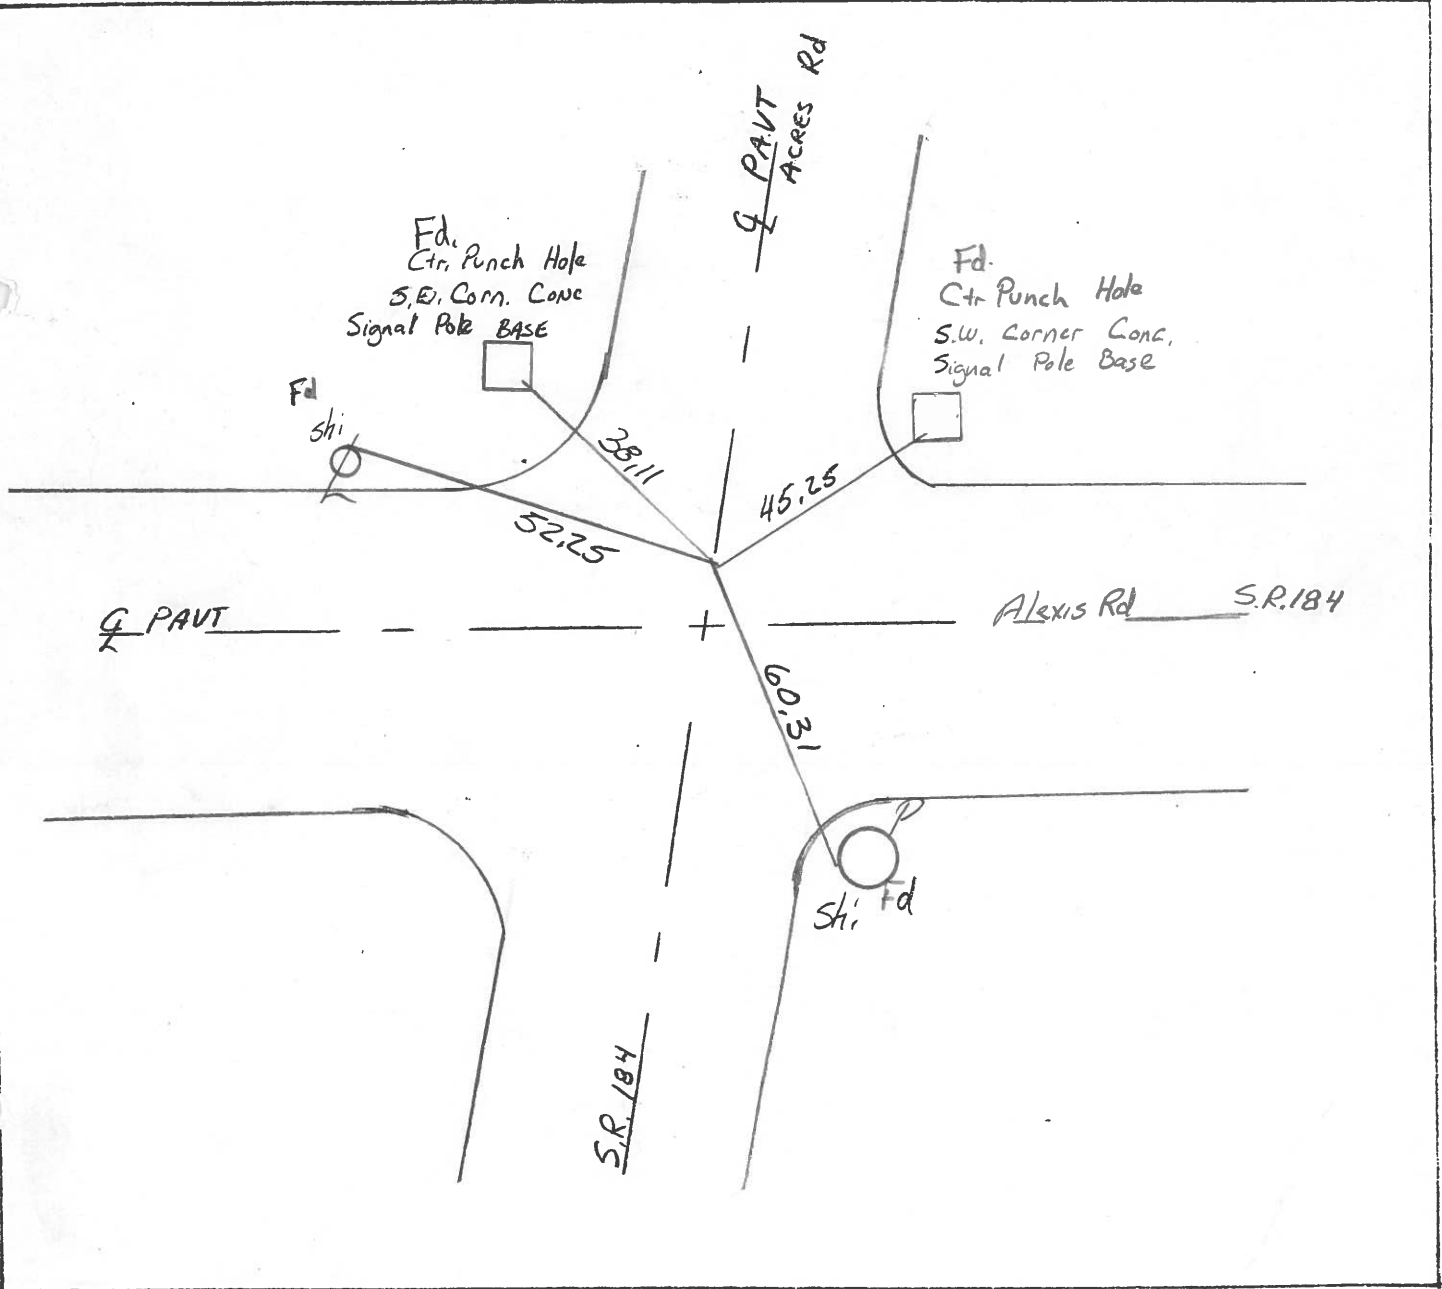 ℄ PAVT
ACRES Rd
Fd.
Ctr. Punch Hole
S.E. Corn. Conc
Signal Pole BASE
Fd.
Ctr Punch Hole
S.W. Corner Conc.
Signal Pole Base
Fd
Shi
38.11
45.25
52.25
℄ PAVT
Alexis Rd S.R. 184
60.31
Shi Fd
S.R. 184